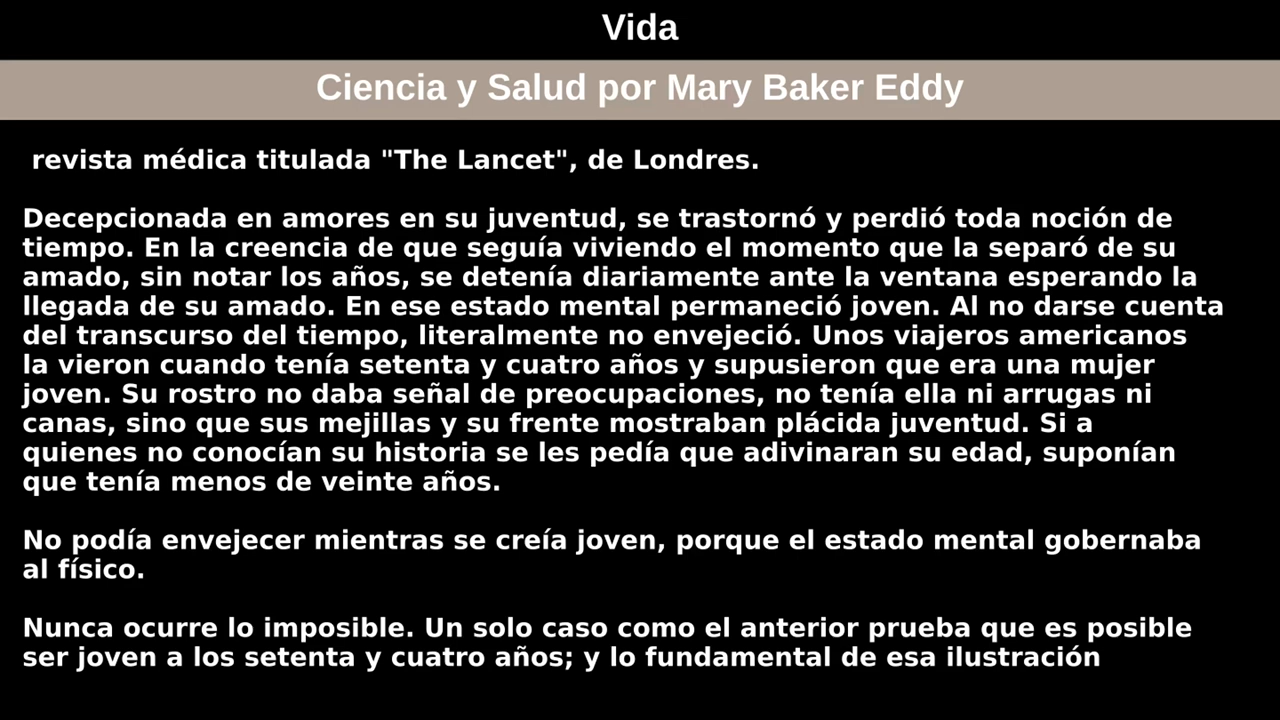 Vida
Ciencia y Salud por Mary Baker Eddy
revista médica titulada "The Lancet", de Londres.
Decepcionada en amores en su juventud, se trastornó y perdió toda noción de
tiempo. En la creencia de que seguía viviendo el momento que la separó de su
amado, sin notar los años, se detenía diariamente ante la ventana esperando la
llegada de su amado. En ese estado mental permaneció joven. Al no darse cuenta
del transcurso del tiempo, literalmente no envejeció. Unos viajeros americanos
la vieron cuando tenía setenta y cuatro años y supusieron que era una mujer
joven. Su rostro no daba señal de preocupaciones, no tenía ella ni arrugas ni
canas, sino que sus mejillas y su frente mostraban plácida juventud. Si a
quienes no conocían su historia se les pedía que adivinaran su edad, suponían
que tenía menos de veinte años.
No podía envejecer mientras se creía joven, porque el estado mental gobernaba
al físico.
Nunca ocurre lo imposible. Un solo caso como el anterior prueba que es posible
ser joven a los setenta y cuatro años; y lo fundamental de esa ilustración